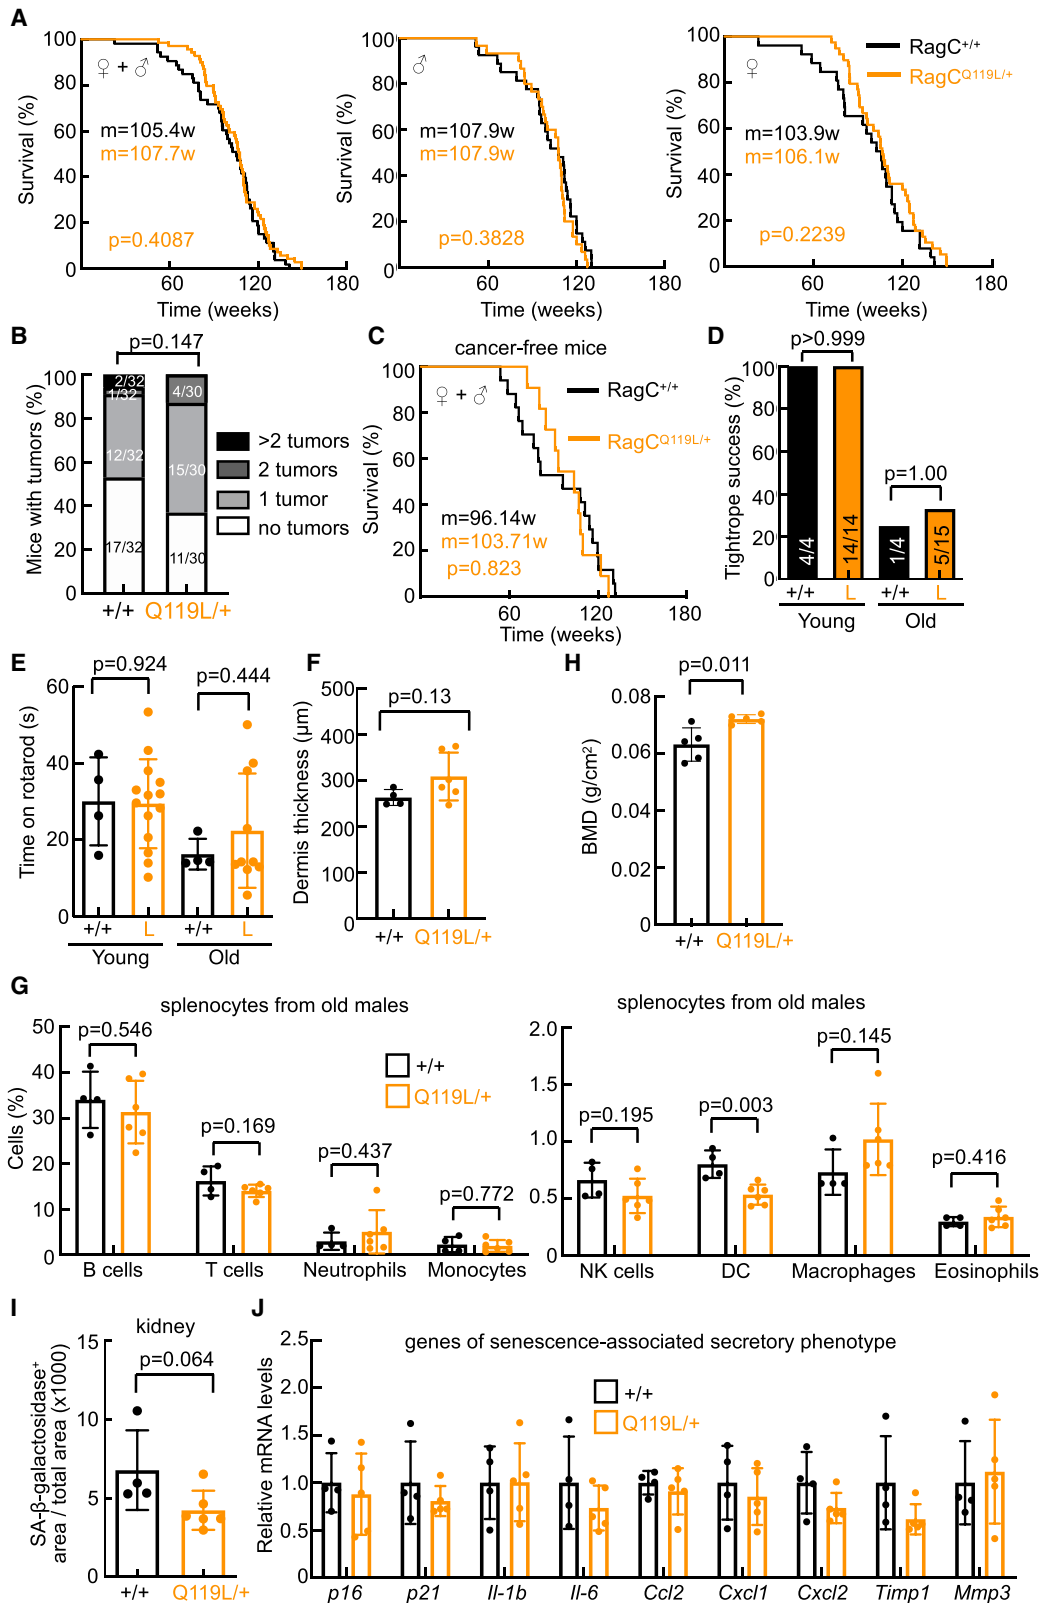 A
Survival (%)
100
80
60
40
20
0
♀ + ♂
m=105.4w
m=107.7w
p=0.4087
60
120
180
Time (weeks)
Survival (%)
100
80
60
40
20
0
♂
m=107.9w
m=107.9w
p=0.3828
60
120
180
Time (weeks)
Survival (%)
100
80
60
40
20
0
♀
RagC+/+
RagCQ119L/+
m=103.9w
m=106.1w
p=0.2239
60
120
180
Time (weeks)
B
p=0.147
Mice with tumors (%)
100
80
60
40
20
0
2/32
1/32
12/32
17/32
4/30
15/30
11/30
>2 tumors
2 tumors
1 tumor
no tumors
+/+
Q119L/+
C
cancer-free mice
Survival (%)
100
80
60
40
20
0
♀ + ♂
RagC+/+
RagCQ119L/+
m=96.14w
m=103.71w
p=0.823
60
120
180
Time (weeks)
D
p>0.999
Tightrope success (%)
100
80
60
40
20
0
p=1.00
4/4
14/14
1/4
5/15
+/+
L
+/+
L
Young
Old
E
p=0.924
p=0.444
Time on rotarod (s)
60
40
20
0
+/+
L
+/+
L
Young
Old
F
Dermis thickness (μm)
500
400
300
200
100
0
p=0.13
+/+
Q119L/+
H
p=0.011
BMD (g/cm²)
0.08
0.06
0.04
0.02
0
+/+
Q119L/+
G
splenocytes from old males
Cells (%)
50
40
30
20
10
0
p=0.546
p=0.169
p=0.437
p=0.772
+/+
Q119L/+
B cells
T cells
Neutrophils
Monocytes
splenocytes from old males
2.0
1.5
1.0
0.5
0
p=0.195
p=0.003
p=0.145
p=0.416
NK cells
DC
Macrophages
Eosinophils
I
kidney
p=0.064
SA-β-galactosidase+
area / total area (x1000)
15
10
5
0
+/+
Q119L/+
J
genes of senescence-associated secretory phenotype
Relative mRNA levels
2.5
2.0
1.5
1.0
0.5
0
+/+
Q119L/+
p16
p21
Il-1b
Il-6
Ccl2
Cxcl1
Cxcl2
Timp1
Mmp3